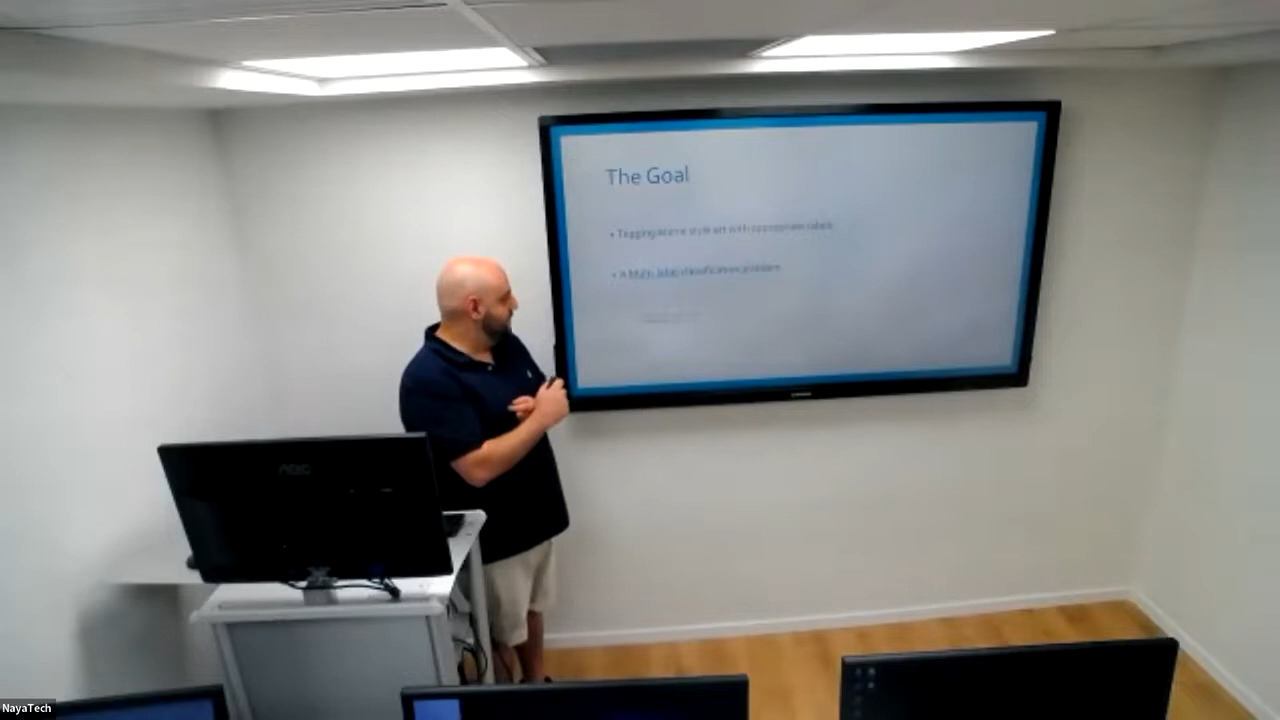 The Goal
• Tagging anime style art with appropriate labels
• A Multi-label classification problem
AOC
NayaTech